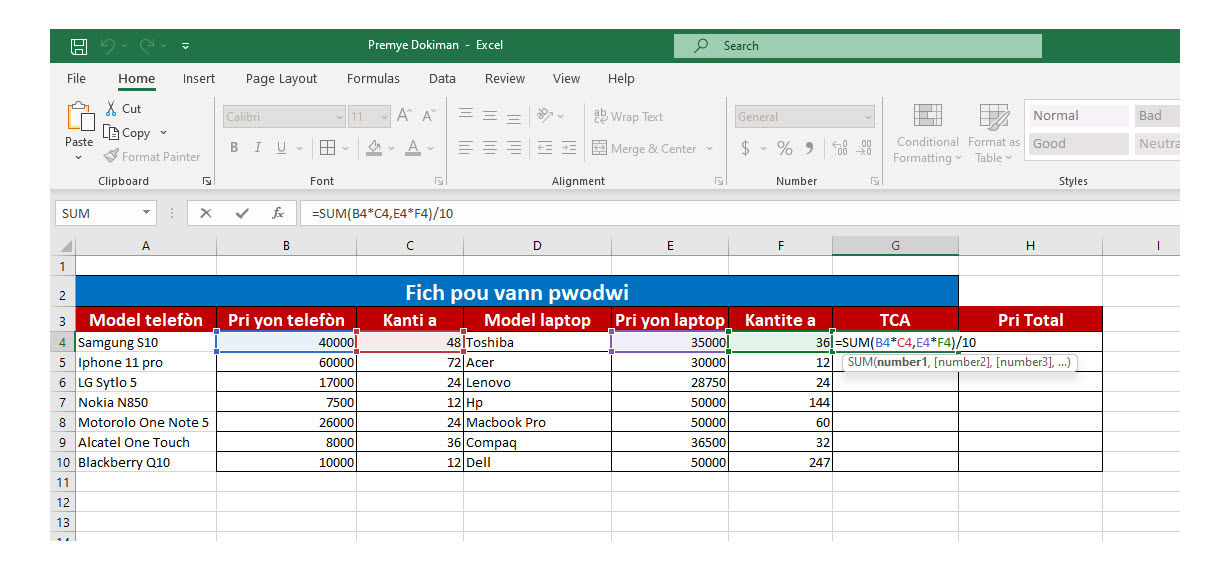 Premye Dokiman - Excel
Search
File Home Insert Page Layout Formulas Data Review View Help
Paste
Cut
Copy
Format Painter
Clipboard
Calibri 11 A A
B I U A
Font
ab Wrap Text
Merge & Center
Alignment
General
$ % 9
Number
Conditional Formatting
Format as Table
Normal Bad
Good Neutra
Styles
SUM fx =SUM(B4*C4,E4*F4)/10
A B C D E F G H I
1
2 Fich pou vann pwodwi
3 Model telefòn Pri yon telefòn Kanti a Model laptop Pri yon laptop Kantite a TCA Pri Total
4 Samgung S10 40000 48 Toshiba 35000 36 =SUM(B4*C4,E4*F4)/10
SUM(number1, [number2], [number3], ...)
5 Iphone 11 pro 60000 72 Acer 30000 12
6 LG Sytlo 5 17000 24 Lenovo 28750 24
7 Nokia N850 7500 12 Hp 50000 144
8 Motorolo One Note 5 26000 24 Macbook Pro 50000 60
9 Alcatel One Touch 8000 36 Compaq 36500 32
10 Blackberry Q10 10000 12 Dell 50000 247
11
12
13